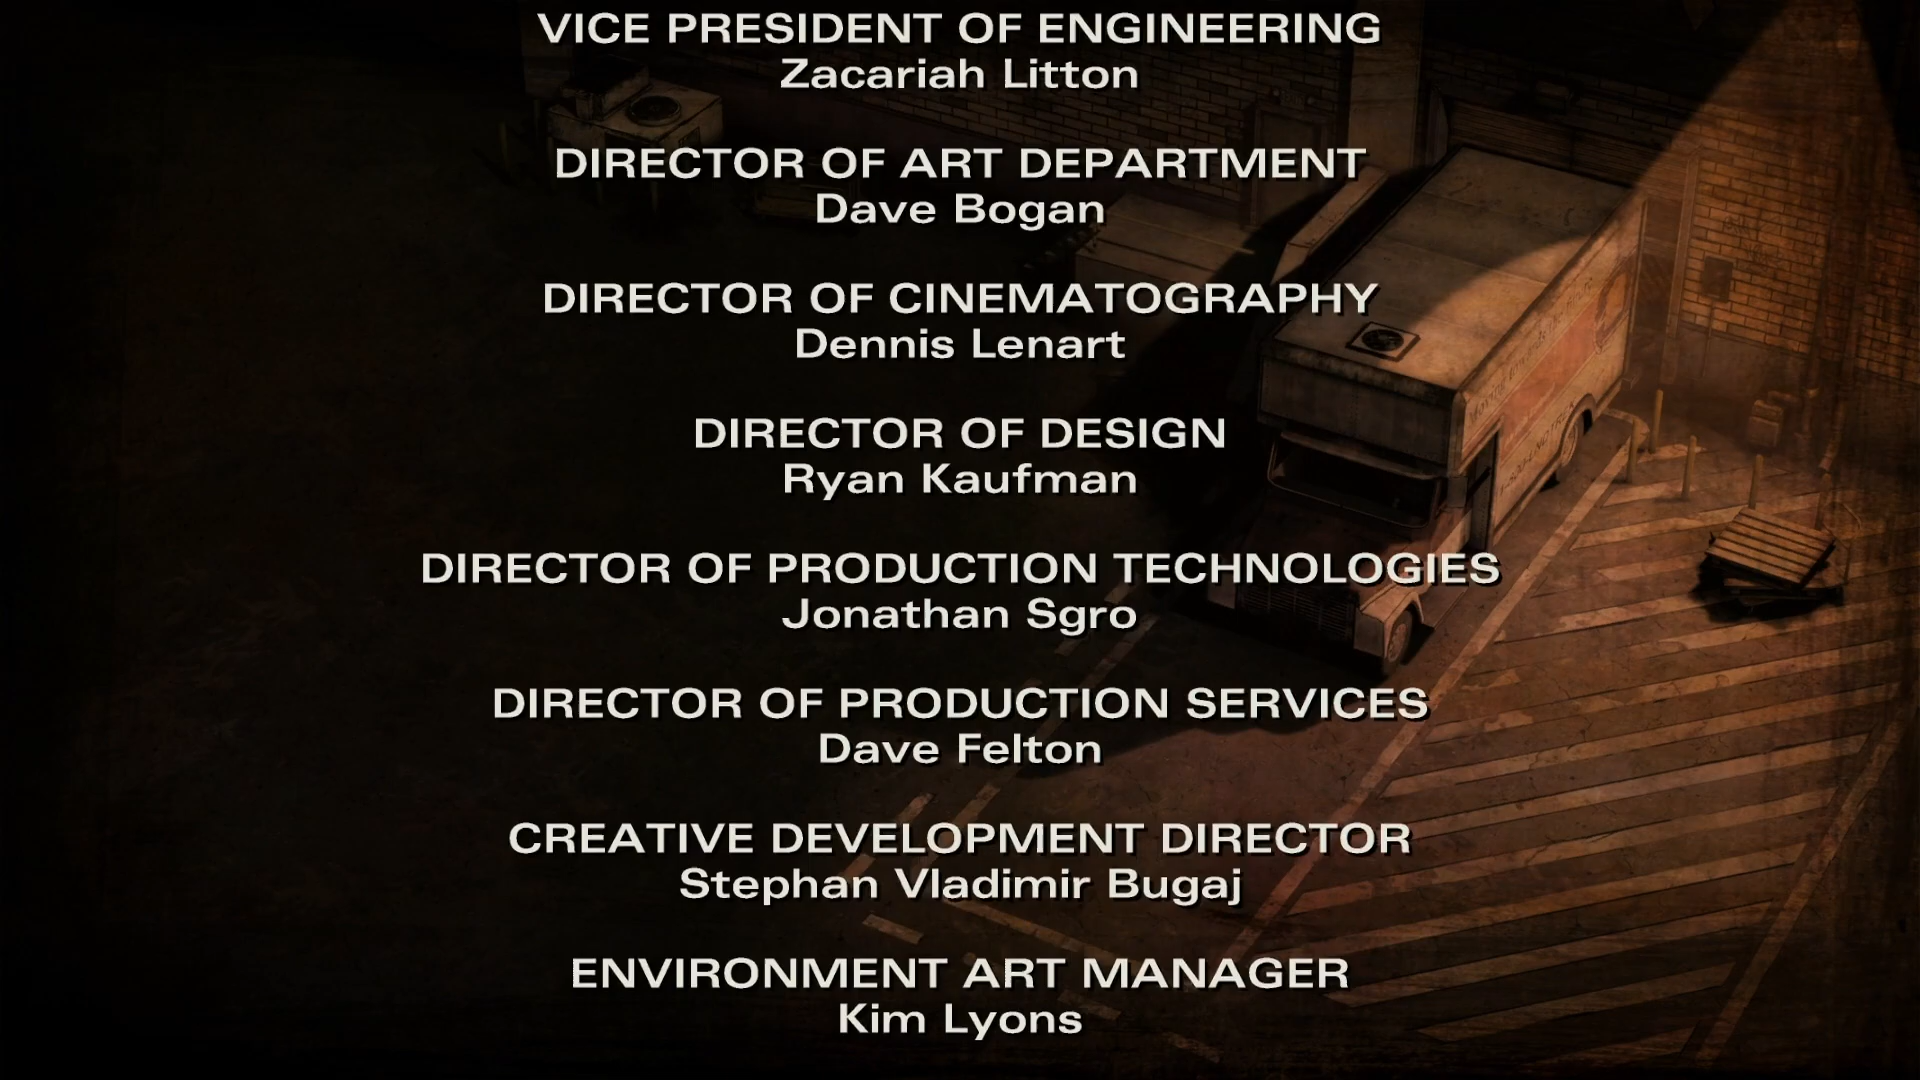 VICE PRESIDENT OF ENGINEERING
Zacariah Litton
DIRECTOR OF ART DEPARTMENT
Dave Bogan
DIRECTOR OF CINEMATOGRAPHY
Dennis Lenart
DIRECTOR OF DESIGN
Ryan Kaufman
DIRECTOR OF PRODUCTION TECHNOLOGIES
Jonathan Sgro
DIRECTOR OF PRODUCTION SERVICES
Dave Felton
CREATIVE DEVELOPMENT DIRECTOR
Stephan Vladimir Bugaj
ENVIRONMENT ART MANAGER
Kim Lyons